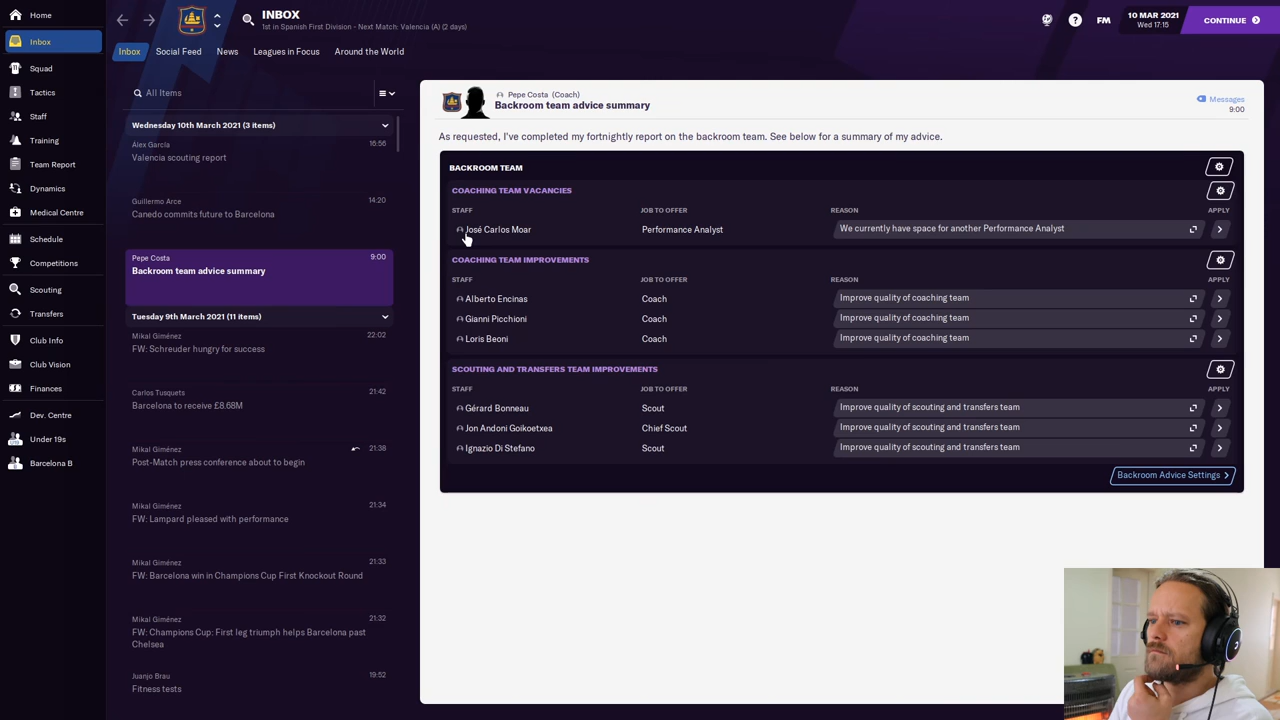 Home
Inbox
Squad
Tactics
Staff
Training
Team Report
Dynamics
Medical Centre
Schedule
Competitions
Scouting
Transfers
Club Info
Club Vision
Finances
Dev. Centre
Under 19s
Barcelona B
INBOX
1st in Spanish First Division - Next Match: Valencia (A) (2 days)
FM
10 MAR 2021
Wed 17:15
CONTINUE
Inbox
Social Feed
News
Leagues in Focus
Around the World
All Items
Wednesday 10th March 2021 (3 items)
Alex García 16:56
Valencia scouting report
Guillermo Arce 14:20
Canedo commits future to Barcelona
Pepe Costa 9:00
Backroom team advice summary
Tuesday 9th March 2021 (11 items)
Mikal Giménez 22:02
FW: Schreuder hungry for success
Carlos Tusquets 21:42
Barcelona to receive £8.68M
Mikal Giménez 21:38
Post-Match press conference about to begin
Mikal Giménez 21:34
FW: Lampard pleased with performance
Mikal Giménez 21:33
FW: Barcelona win in Champions Cup First Knockout Round
Mikal Giménez 21:32
FW: Champions Cup: First leg triumph helps Barcelona past
Chelsea
Juanjo Brau 19:52
Fitness tests
Pepe Costa (Coach)
Backroom team advice summary
Messages
9:00
As requested, I've completed my fortnightly report on the backroom team. See below for a summary of my advice.
BACKROOM TEAM
COACHING TEAM VACANCIES
STAFF JOB TO OFFER REASON APPLY
José Carlos Moar Performance Analyst We currently have space for another Performance Analyst
COACHING TEAM IMPROVEMENTS
STAFF JOB TO OFFER REASON APPLY
Alberto Encinas Coach Improve quality of coaching team
Gianni Picchioni Coach Improve quality of coaching team
Loris Beoni Coach Improve quality of coaching team
SCOUTING AND TRANSFERS TEAM IMPROVEMENTS
STAFF JOB TO OFFER REASON APPLY
Gérard Bonneau Scout Improve quality of scouting and transfers team
Jon Andoni Goikoetxea Chief Scout Improve quality of scouting and transfers team
Ignazio Di Stefano Scout Improve quality of scouting and transfers team
Backroom Advice Settings